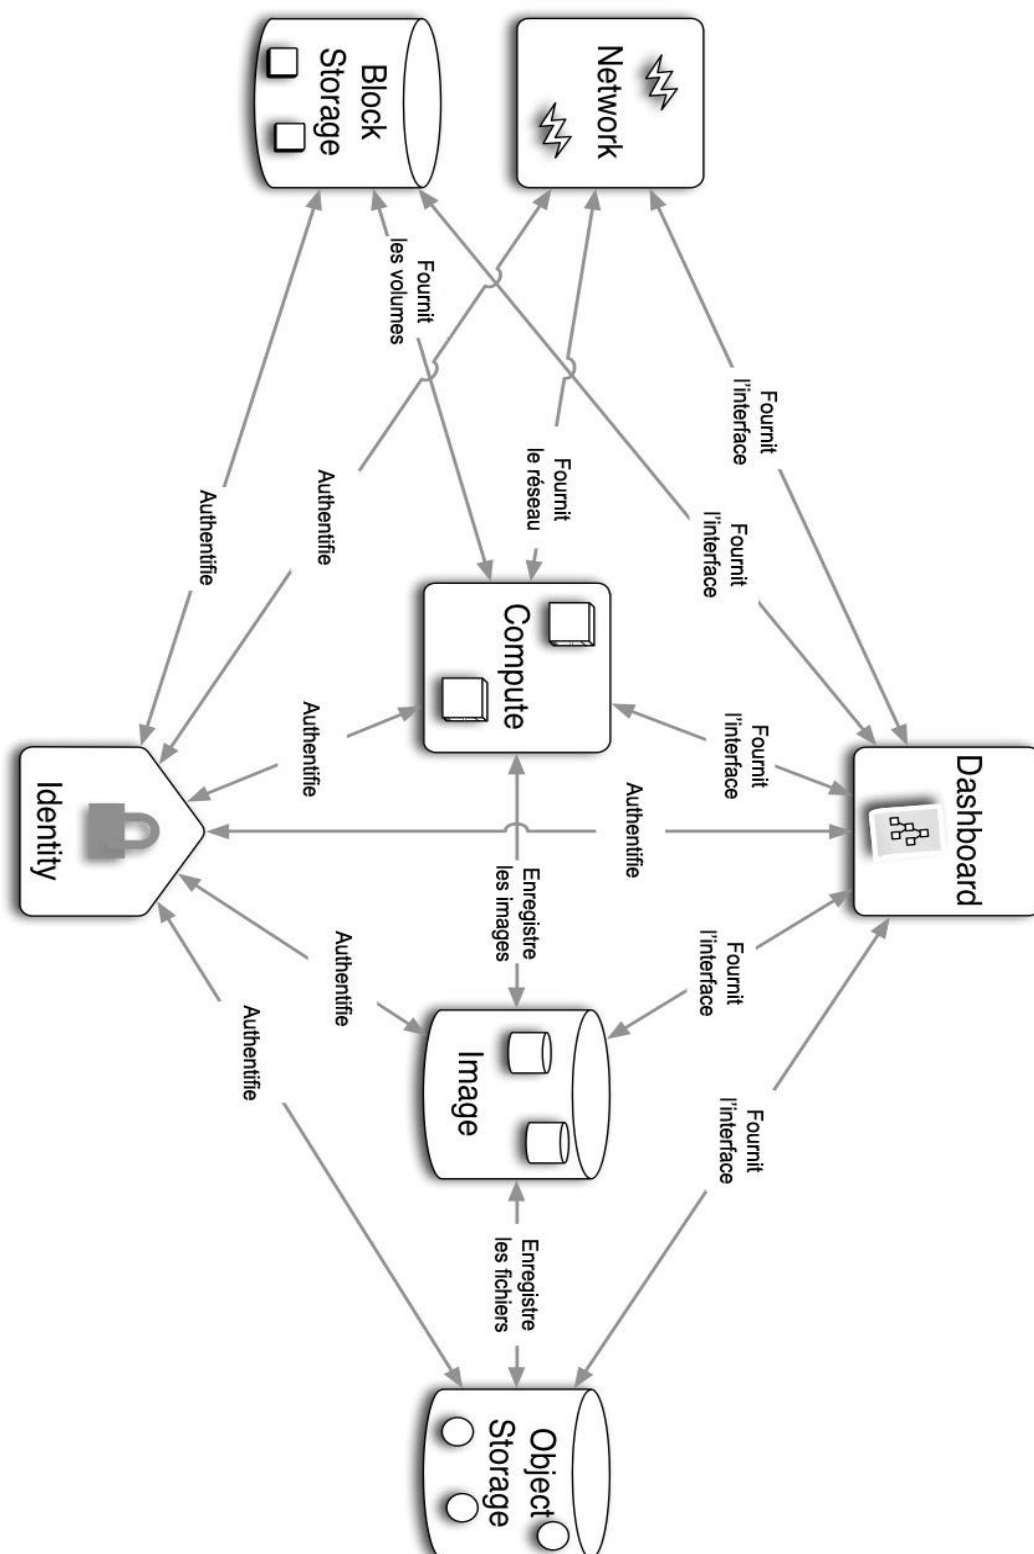 Dashboard
Fournit
l'interface
Fournit
l'interface
Fournit
l'interface
Fournit
l'interface
Fournit
l'interface
Authentifie
Network
Fournit
le réseau
Compute
Enregistre
les images
Image
Enregistre
les fichiers
Object
Storage
Fournit
les volumes
Block
Storage
Authentifie
Authentifie
Authentifie
Authentifie
Authentifie
Identity